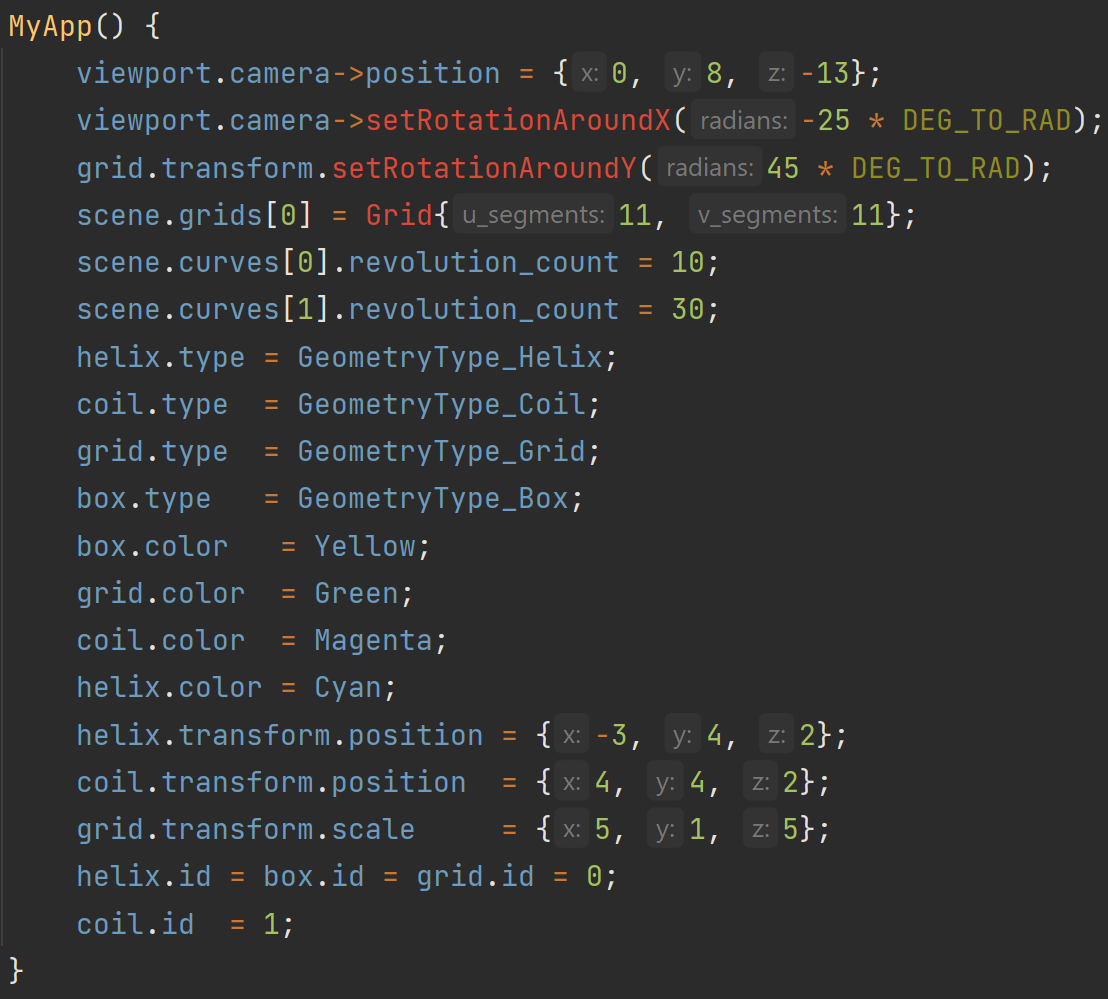 MyApp() {
    viewport.camera->position = {x: 0, y: 8, z: -13};
    viewport.camera->setRotationAroundX(radians: -25 * DEG_TO_RAD);
    grid.transform.setRotationAroundY(radians: 45 * DEG_TO_RAD);
    scene.grids[0] = Grid{u_segments: 11, v_segments: 11};
    scene.curves[0].revolution_count = 10;
    scene.curves[1].revolution_count = 30;
    helix.type = GeometryType_Helix;
    coil.type  = GeometryType_Coil;
    grid.type  = GeometryType_Grid;
    box.type   = GeometryType_Box;
    box.color   = Yellow;
    grid.color  = Green;
    coil.color  = Magenta;
    helix.color = Cyan;
    helix.transform.position = {x: -3, y: 4, z: 2};
    coil.transform.position  = {x: 4, y: 4, z: 2};
    grid.transform.scale     = {x: 5, y: 1, z: 5};
    helix.id = box.id = grid.id = 0;
    coil.id  = 1;
}